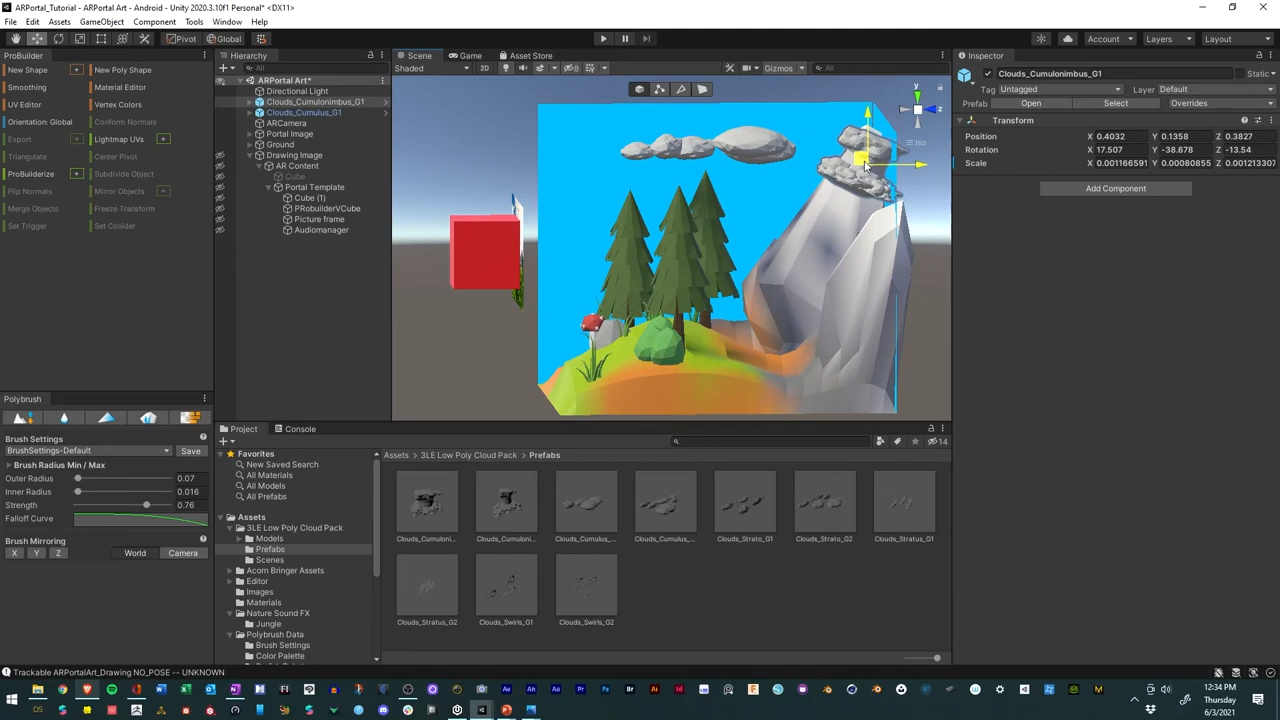 ARPortal_Tutorial - ARPortal Art - Android - Unity 2020.3.10f1 Personal* <DX11>
File Edit Assets GameObject Component Tools Window Help
Pivot Global Account Layers Layout
ProBuilder
New Shape New Poly Shape
Smoothing Material Editor
UV Editor Vertex Colors
Orientation: Global Conform Normals
Export Lightmap UVs
Triangulate Center Pivot
ProBuilderize Subdivide Object
Flip Normals Mirror Objects
Merge Objects Freeze Transform
Set Trigger Set Collider
Polybrush
Brush Settings
BrushSettings-Default Save
Brush Radius Min / Max
Outer Radius 0.07
Inner Radius 0.016
Strength 0.76
Falloff Curve
Brush Mirroring
X Y Z World Camera
Hierarchy
All
ARPortal Art*
Directional Light
Clouds_Cumulonimbus_G1
Clouds_Cumulus_G1
ARCamera
Portal Image
Ground
Drawing Image
AR Content
Cube
Portal Template
Cube (1)
PRobuilderVCube
Picture frame
Audiomanager
Scene Game Asset Store
Shaded 2D 8 Gizmos All
y
z
Iso
Inspector
Clouds_Cumulonimbus_G1 Static
Tag Untagged Layer Default
Prefab Open Select Overrides
Transform
Position X 0.4032 Y 0.1358 Z 0.3827
Rotation X 17.507 Y -38.678 Z -13.54
Scale X 0.001166591 Y 0.00080855 Z 0.001213307
Add Component
Project Console
14
Favorites
New Saved Search
All Materials
All Models
All Prefabs
Assets
3LE Low Poly Cloud Pack
Models
Prefabs
Scenes
Acorn Bringer Assets
Editor
Images
Materials
Nature Sound FX
Jungle
Polybrush Data
Brush Settings
Color Palette
Assets 3LE Low Poly Cloud Pack Prefabs
Clouds_Cumuloni... Clouds_Cumuloni... Clouds_Cumulus_... Clouds_Cumulus_... Clouds_Strato_G1 Clouds_Strato_G2 Clouds_Stratus_G1
Clouds_Stratus_G2 Clouds_Swirls_G1 Clouds_Swirls_G2
Trackable ARPortalArt_Drawing NO_POSE -- UNKNOWN
12:34 PM
Thursday
6/3/2021